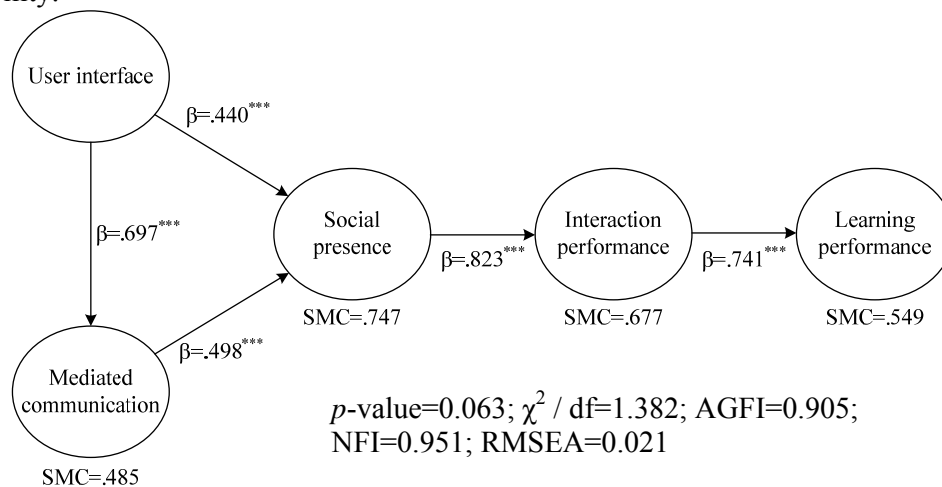 User interface
β=.440***
β=.697***
Social
presence
Interaction
performance
Learning
performance
β=.823***
β=.741***
SMC=.747
SMC=.677
SMC=.549
β=.498***
Mediated
communication
SMC=.485
p-value=0.063; χ² / df=1.382; AGFI=0.905;
NFI=0.951; RMSEA=0.021